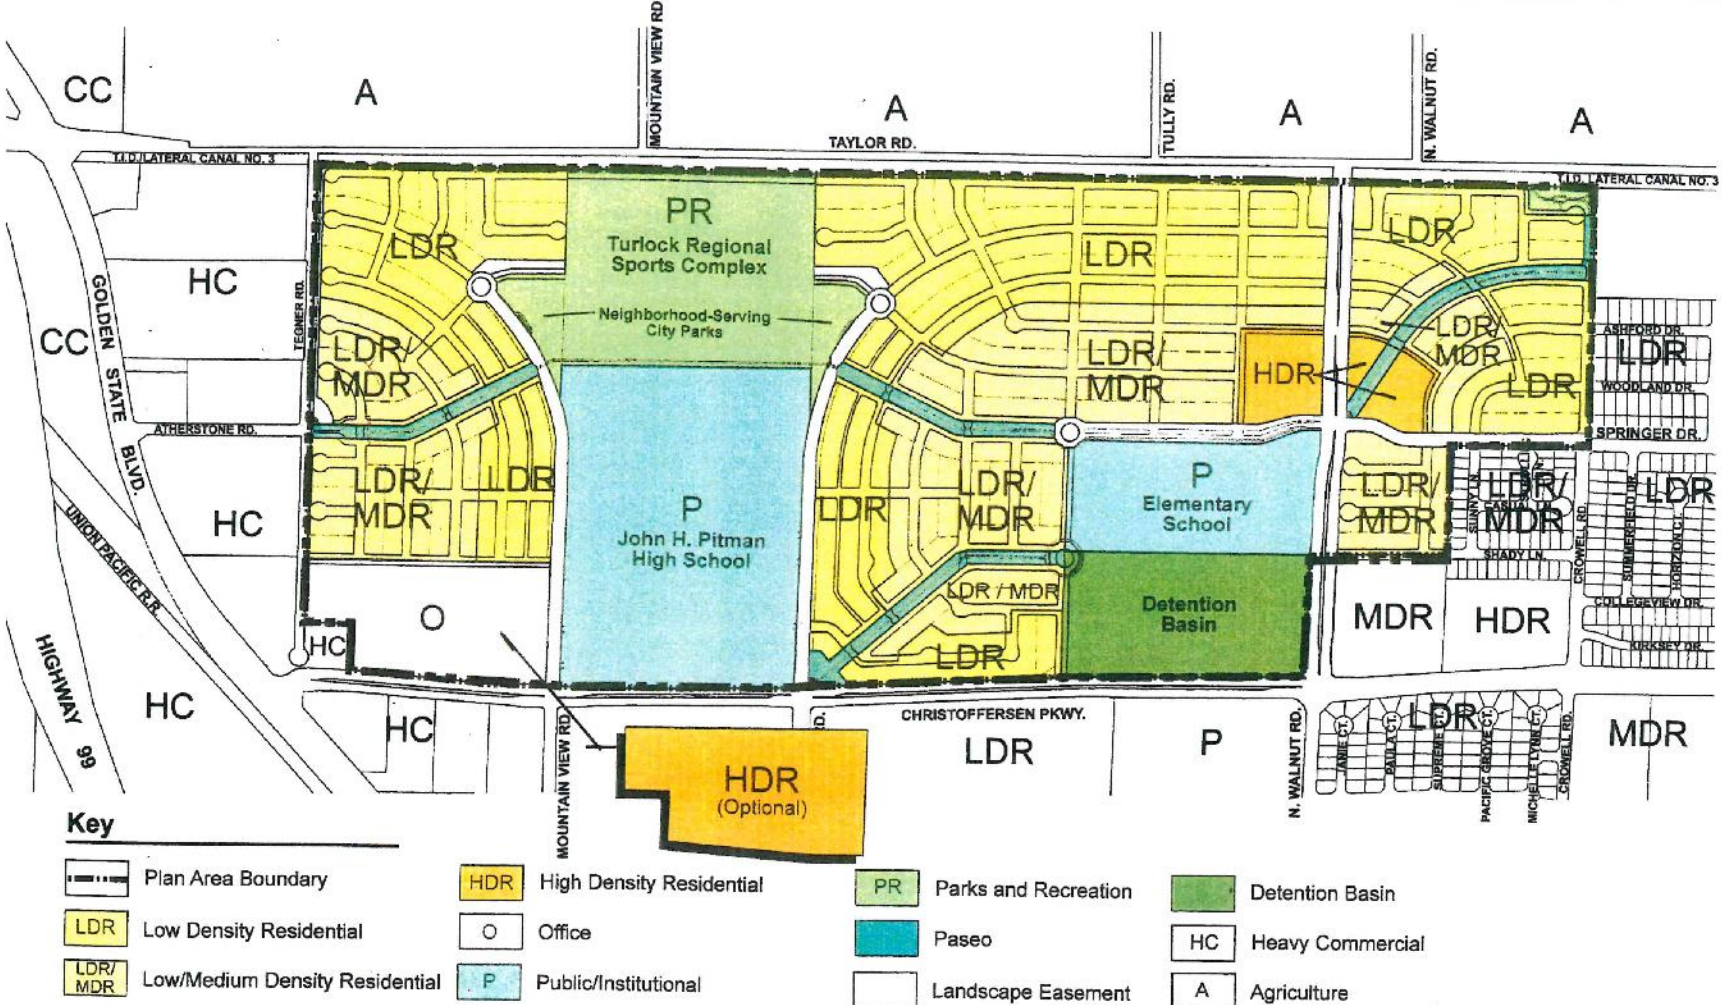 MOUNTAIN VIEW RD
TULLY RD.
N. WALNUT RD.
CC
A
A
A
A
TAYLOR RD.
T.I.D. LATERAL CANAL NO. 3
T.I.D. LATERAL CANAL NO. 3
LDR
PR
Turlock Regional
Sports Complex
LDR
LDR
HC
GOLDEN STATE BLVD.
TEGNER RD.
Neighborhood-Serving
City Parks
CC
LDR/
MDR
LDR/
MDR
HDR
LDR/
MDR
LDR
ASHFORD DR.
LDR
WOODLAND DR.
ATHERSTONE RD.
SPRINGER DR.
HC
UNION PACIFIC R.R.
LDR/
MDR
LDR
P
John H. Pitman
High School
LDR
LDR/
MDR
P
Elementary
School
LDR/
MDR
SUNNY LN.
CASUAL LN.
LDR/
MDR
SHADY LN.
CROWELL RD.
SUMMERFIELD DR.
HORIZON CT.
LDR
COLLEGEVIEW DR.
KIRKSEY DR.
O
HC
LDR / MDR
LDR
Detention
Basin
MDR
HDR
HIGHWAY 99
HC
HC
MOUNTAIN VIEW RD.
RD.
CHRISTOFFERSEN PKWY.
LDR
P
N. WALNUT RD.
JANIE CT.
PAULA CT.
SUPREME CT.
LDR
PACIFIC GROVE CT.
MICHELLE LYNN CT.
CROWELL RD.
MDR
HDR
(Optional)
Key
Plan Area Boundary
LDR Low Density Residential
LDR/
MDR Low/Medium Density Residential
HDR High Density Residential
O Office
P Public/Institutional
PR Parks and Recreation
Paseo
Landscape Easement
Detention Basin
HC Heavy Commercial
A Agriculture